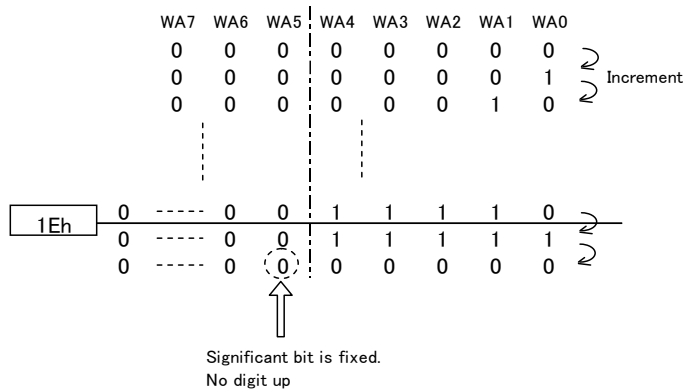 WA7 WA6 WA5 WA4 WA3 WA2 WA1 WA0
0 0 0 0 0 0 0 0
0 0 0 0 0 0 0 1
Increment
0 0 0 0 0 0 1 0
1Eh 0 ----- 0 0 1 1 1 1 0
0 ----- 0 0 1 1 1 1 1
0 ----- 0 0 0 0 0 0 0
Significant bit is fixed.
No digit up